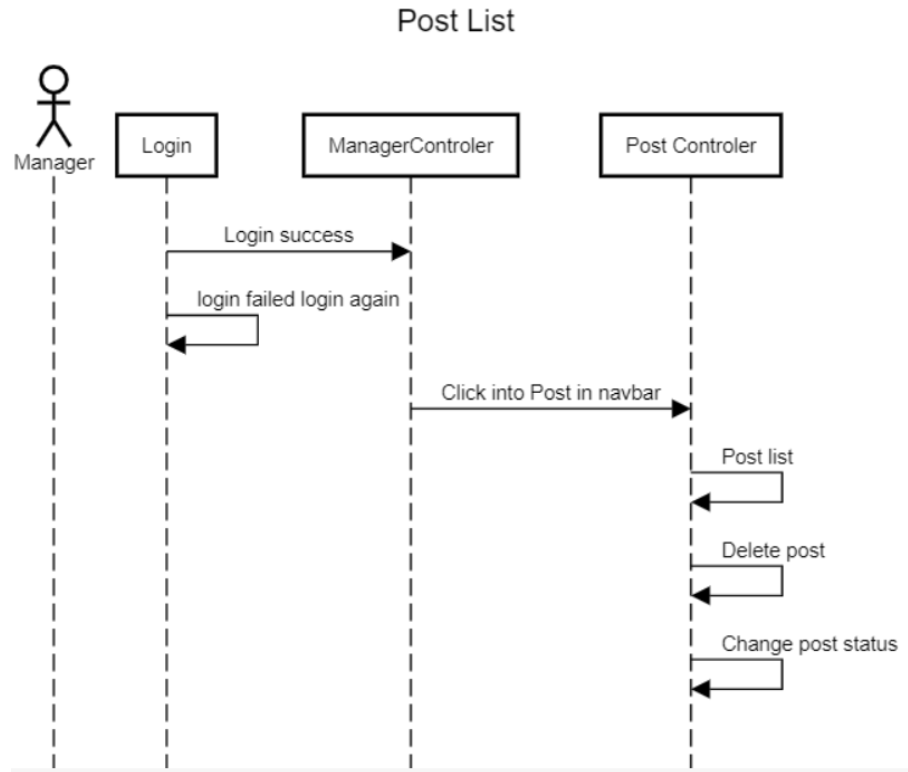 Post List
Manager
Login
ManagerControler
Post Controler
Login success
login failed login again
Click into Post in navbar
Post list
Delete post
Change post status